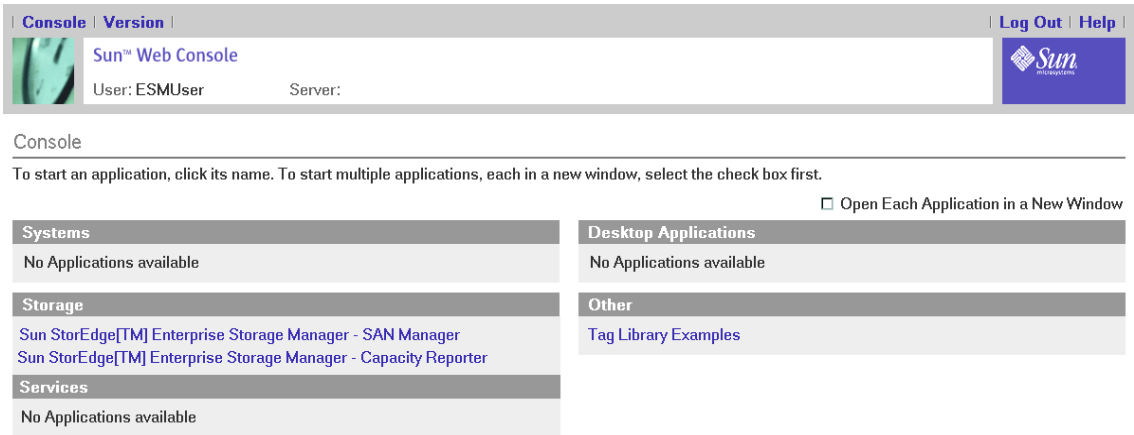 Console | Version |
| Log Out | Help |
Sun™ Web Console
User: ESMUser Server:
Sun microsystems
Console
To start an application, click its name. To start multiple applications, each in a new window, select the check box first.
Open Each Application in a New Window
Systems
No Applications available
Desktop Applications
No Applications available
Storage
Sun StorEdge[TM] Enterprise Storage Manager - SAN Manager
Sun StorEdge[TM] Enterprise Storage Manager - Capacity Reporter
Other
Tag Library Examples
Services
No Applications available